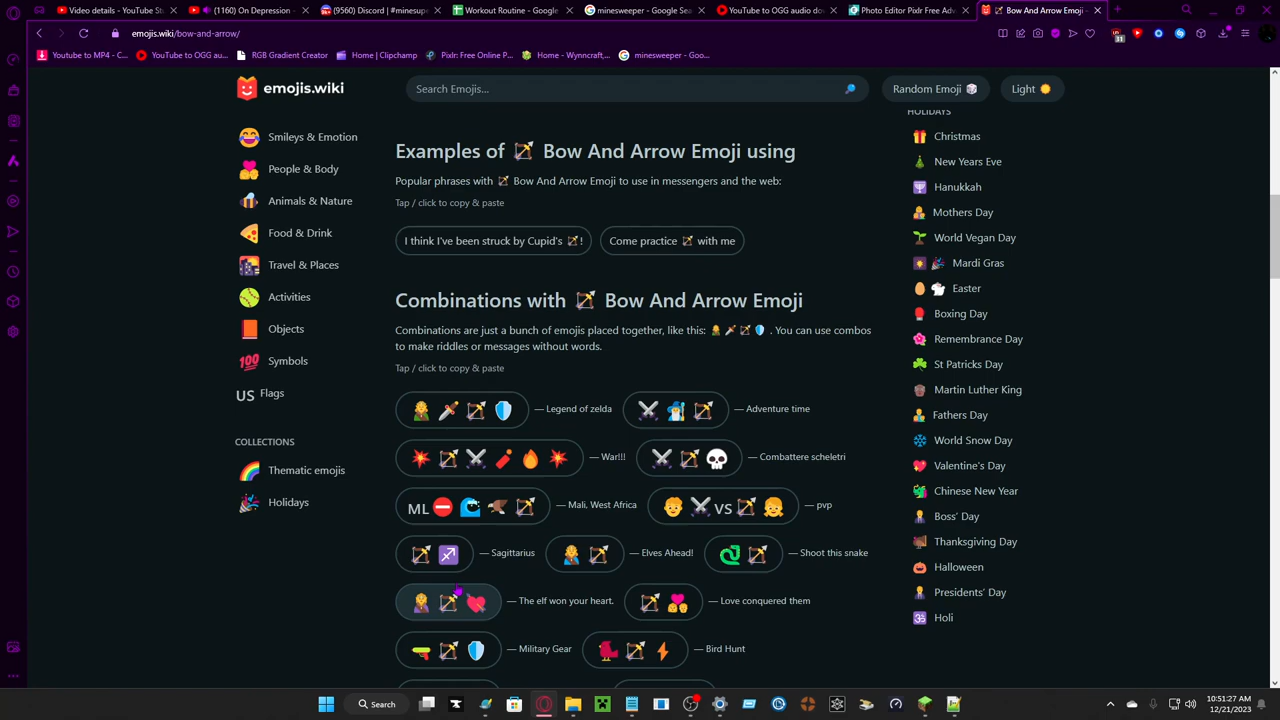 Video details - YouTube St
(1160) On Depression -
(9560) Discord | #minesup
Workout Routine - Google
minesweeper - Google Sea
YouTube to OGG audio do
Photo Editor Pixlr Free Adv
Bow And Arrow Emoji
emojis.wiki/bow-and-arrow/
31
Youtube to MP4 - C...
YouTube to OGG au...
RGB Gradient Creator
Home | Clipchamp
Pixlr: Free Online P...
Home - Wynncraft,...
minesweeper - Goo...
emojis.wiki
Search Emojis...
Random Emoji
Light
Smileys & Emotion
People & Body
Animals & Nature
Food & Drink
Travel & Places
Activities
Objects
Symbols
US Flags
COLLECTIONS
Thematic emojis
Holidays
Examples of 🏹 Bow And Arrow Emoji using
Popular phrases with 🏹 Bow And Arrow Emoji to use in messengers and the web:
Tap / click to copy & paste
I think I've been struck by Cupid's 🏹!
Come practice 🏹 with me
Combinations with 🏹 Bow And Arrow Emoji
Combinations are just a bunch of emojis placed together, like this: 🧝🗡🏹🛡 . You can use combos
to make riddles or messages without words.
Tap / click to copy & paste
— Legend of zelda
— Adventure time
— War!!!
— Combattere scheletri
ML
— Mali, West Africa
VS
— pvp
— Sagittarius
— Elves Ahead!
— Shoot this snake
— The elf won your heart.
— Love conquered them
— Military Gear
— Bird Hunt
HOLIDAYS
Christmas
New Years Eve
Hanukkah
Mothers Day
World Vegan Day
Mardi Gras
Easter
Boxing Day
Remembrance Day
St Patricks Day
Martin Luther King
Fathers Day
World Snow Day
Valentine's Day
Chinese New Year
Boss' Day
Thanksgiving Day
Halloween
Presidents' Day
Holi
Search
10:51:27 AM
12/21/2023